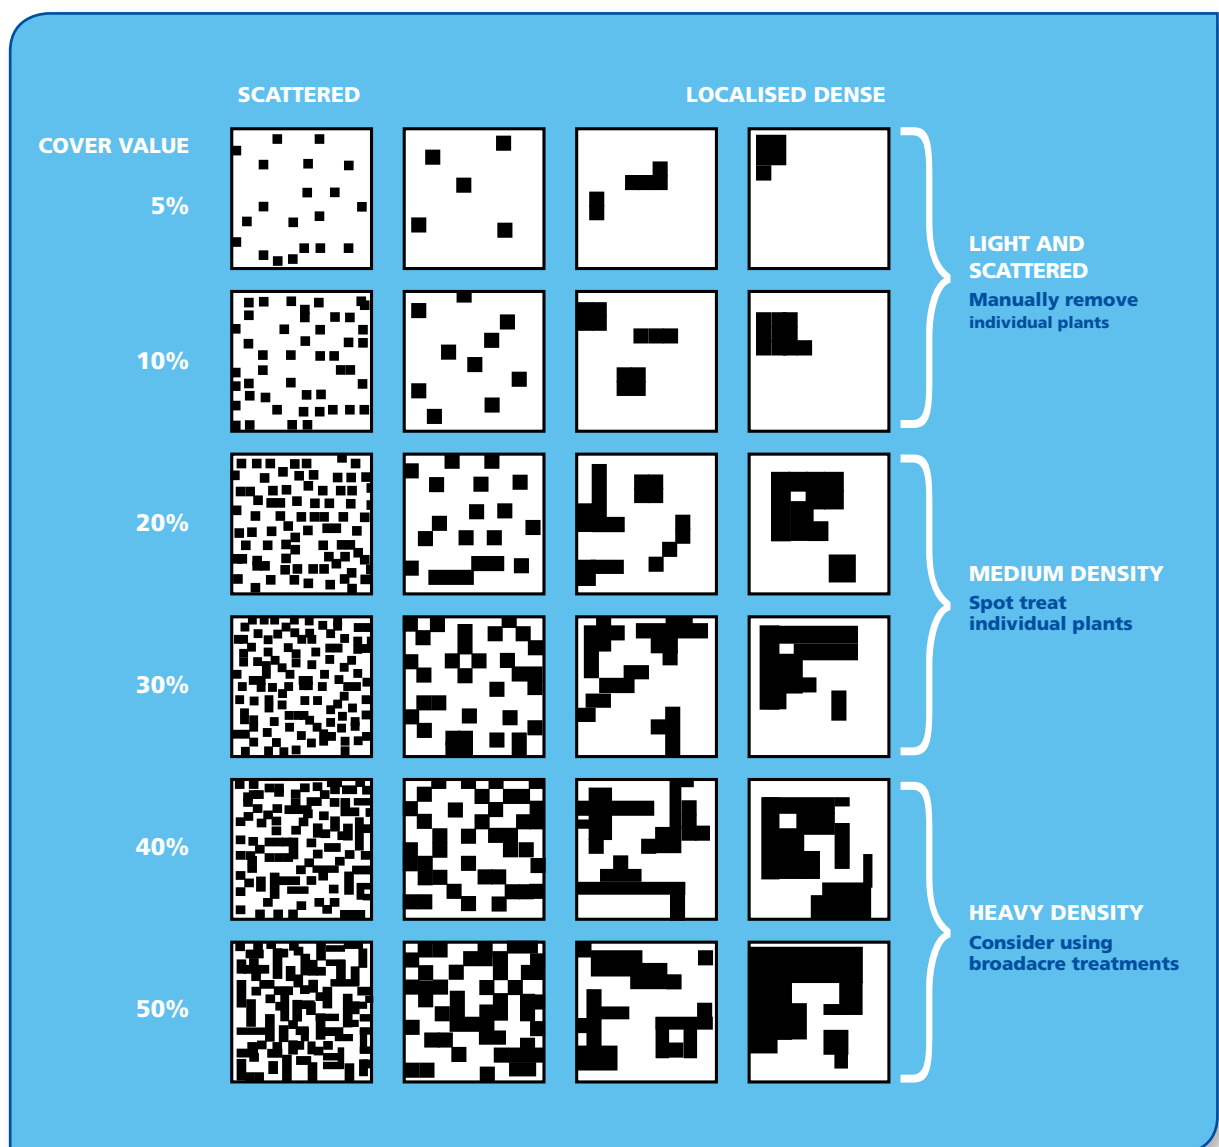 SCATTERED
LOCALISED DENSE
COVER VALUE
5%
10%
20%
30%
40%
50%
LIGHT AND
SCATTERED
Manually remove
individual plants
MEDIUM DENSITY
Spot treat
individual plants
HEAVY DENSITY
Consider using
broadacre treatments